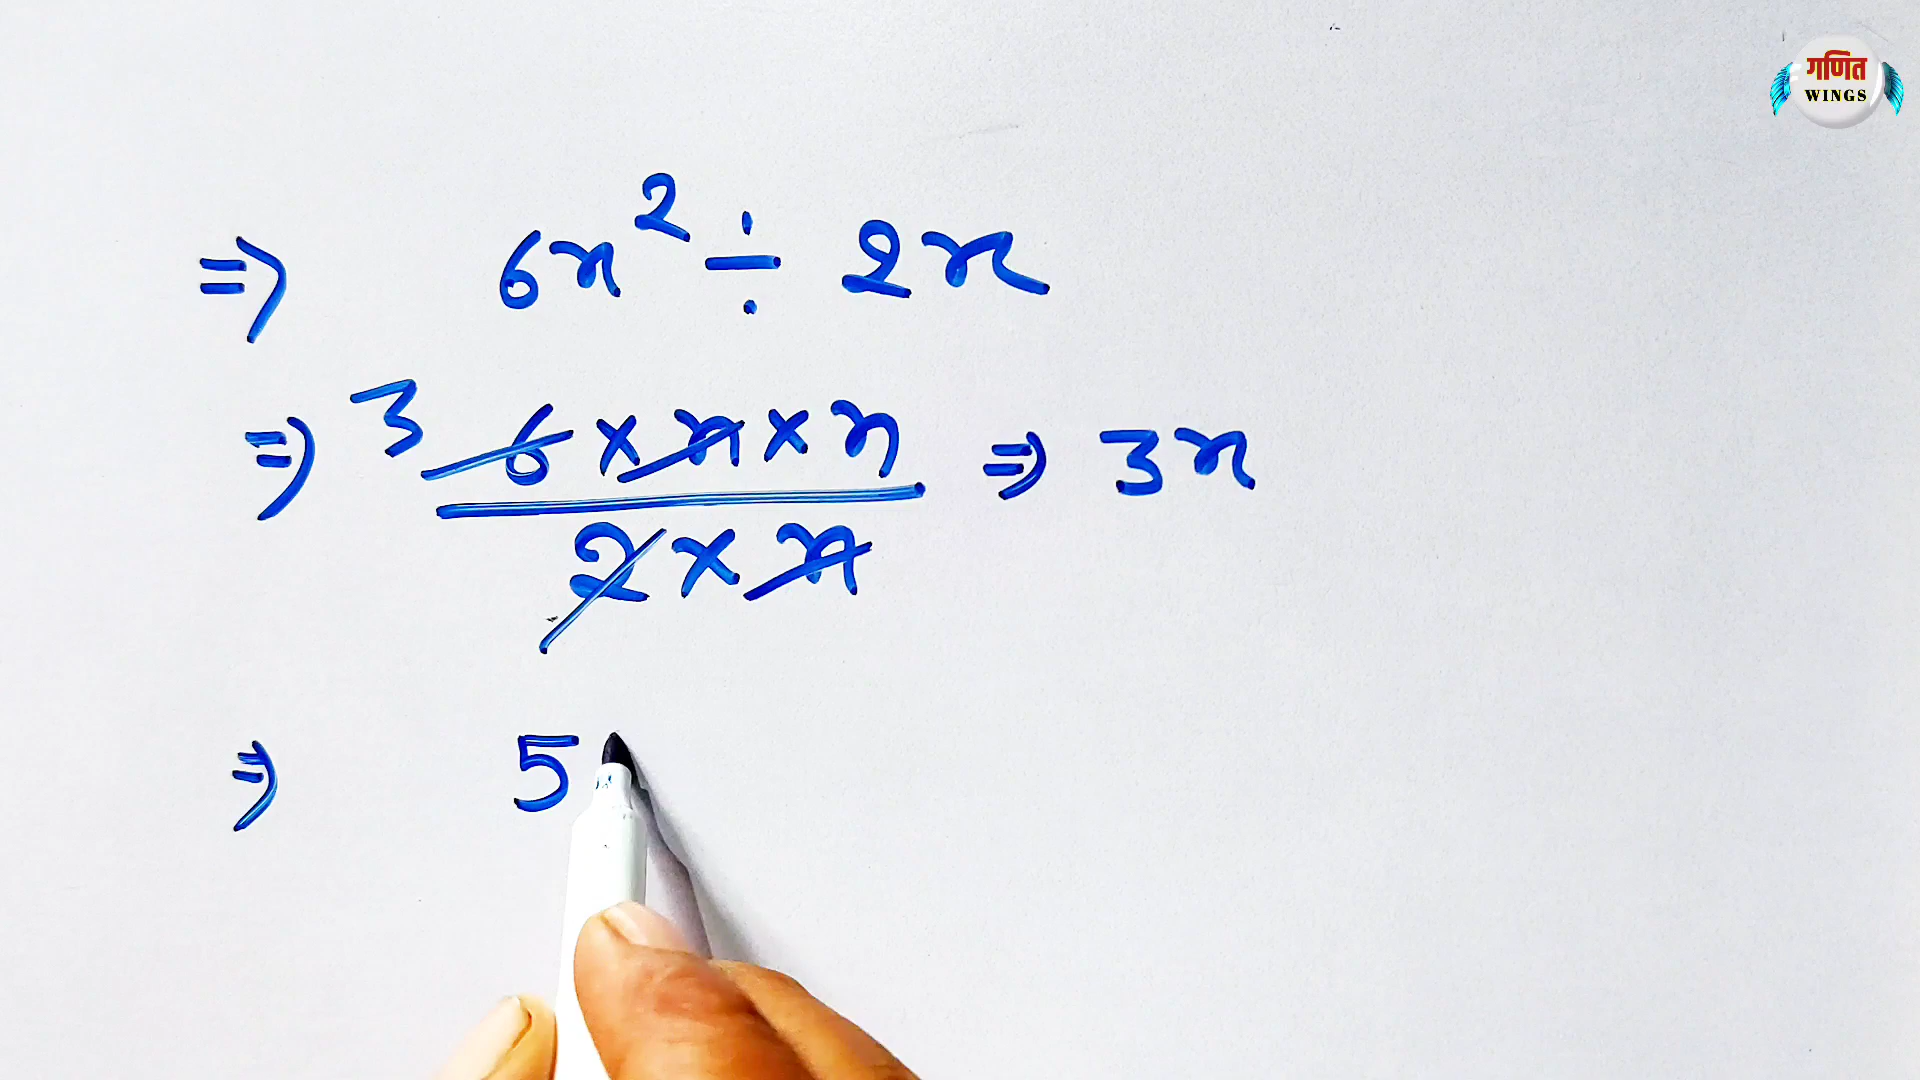 गणित
WINGS
⇒ 6x² ÷ 2x
⇒ 3 6 × x × x ⇒ 3x
2 × x
⇒ 5